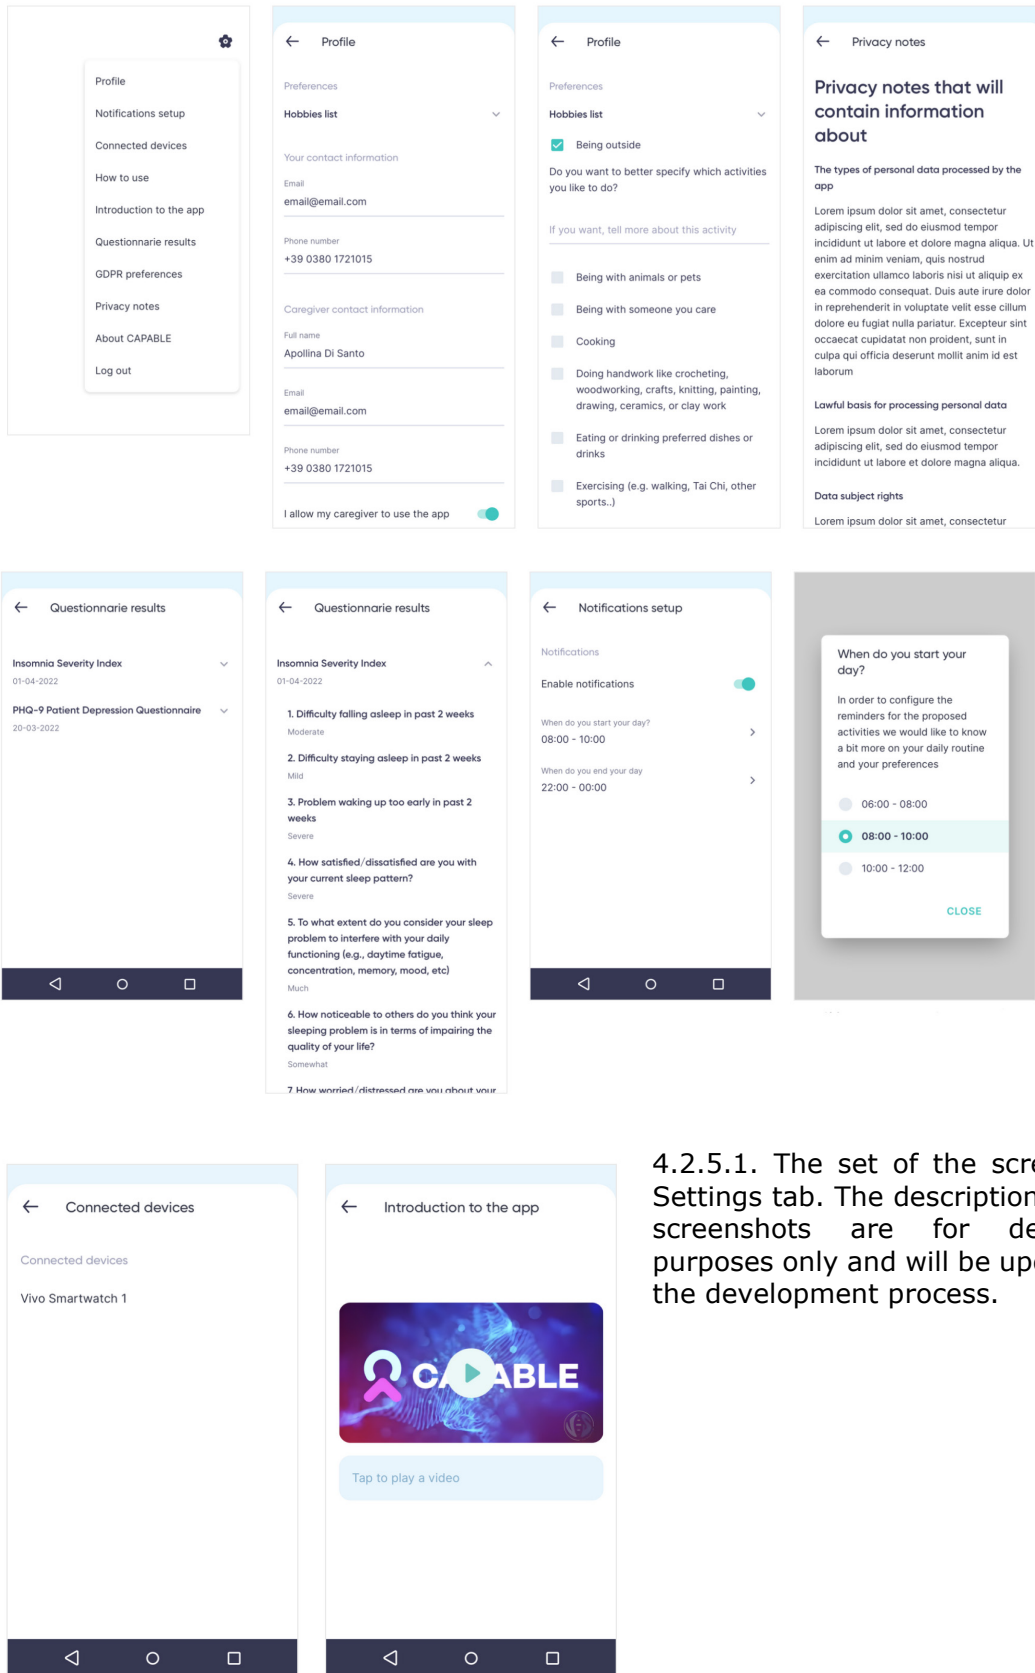 Profile
Notifications setup
Connected devices
How to use
Introduction to the app
Questionnarie results
GDPR preferences
Privacy notes
About CAPABLE
Log out
Profile
Preferences
Hobbies list
Your contact information
Email
email@email.com
Phone number
+39 0380 1721015
Caregiver contact information
Full name
Apollina Di Santo
Email
email@email.com
Phone number
+39 0380 1721015
I allow my caregiver to use the app
Profile
Preferences
Hobbies list
Being outside
Do you want to better specify which activities
you like to do?
If you want, tell more about this activity
Being with animals or pets
Being with someone you care
Cooking
Doing handwork like crocheting,
woodworking, crafts, knitting, painting,
drawing, ceramics, or clay work
Eating or drinking preferred dishes or
drinks
Exercising (e.g. walking, Tai Chi, other
sports..)
Privacy notes
Privacy notes that will
contain information
about
The types of personal data processed by the
app
Lorem ipsum dolor sit amet, consectetur
adipiscing elit, sed do eiusmod tempor
incididunt ut labore et dolore magna aliqua. Ut
enim ad minim veniam, quis nostrud
exercitation ullamco laboris nisi ut aliquip ex
ea commodo consequat. Duis aute irure dolor
in reprehenderit in voluptate velit esse cillum
dolore eu fugiat nulla pariatur. Excepteur sint
occaecat cupidatat non proident, sunt in
culpa qui officia deserunt mollit anim id est
laborum
Lawful basis for processing personal data
Lorem ipsum dolor sit amet, consectetur
adipiscing elit, sed do eiusmod tempor
incididunt ut labore et dolore magna aliqua.
Data subject rights
Lorem ipsum dolor sit amet, consectetur
Questionnarie results
Insomnia Severity Index
01-04-2022
PHQ-9 Patient Depression Questionnaire
20-03-2022
Questionnarie results
Insomnia Severity Index
01-04-2022
1. Difficulty falling asleep in past 2 weeks
Moderate
2. Difficulty staying asleep in past 2 weeks
Mild
3. Problem waking up too early in past 2
weeks
Severe
4. How satisfied/dissatisfied are you with
your current sleep pattern?
Severe
5. To what extent do you consider your sleep
problem to interfere with your daily
functioning (e.g., daytime fatigue,
concentration, memory, mood, etc)
Much
6. How noticeable to others do you think your
sleeping problem is in terms of impairing the
quality of your life?
Somewhat
7. How worried/distressed are you about your
Notifications setup
Notifications
Enable notifications
When do you start your day?
08:00 - 10:00
When do you end your day
22:00 - 00:00
When do you start your
day?
In order to configure the
reminders for the proposed
activities we would like to know
a bit more on your daily routine
and your preferences
06:00 - 08:00
08:00 - 10:00
10:00 - 12:00
CLOSE
Connected devices
Connected devices
Vivo Smartwatch 1
Introduction to the app
CAPABLE
Tap to play a video
4.2.5.1. The set of the scre
Settings tab. The description
screenshots are for de
purposes only and will be up
the development process.